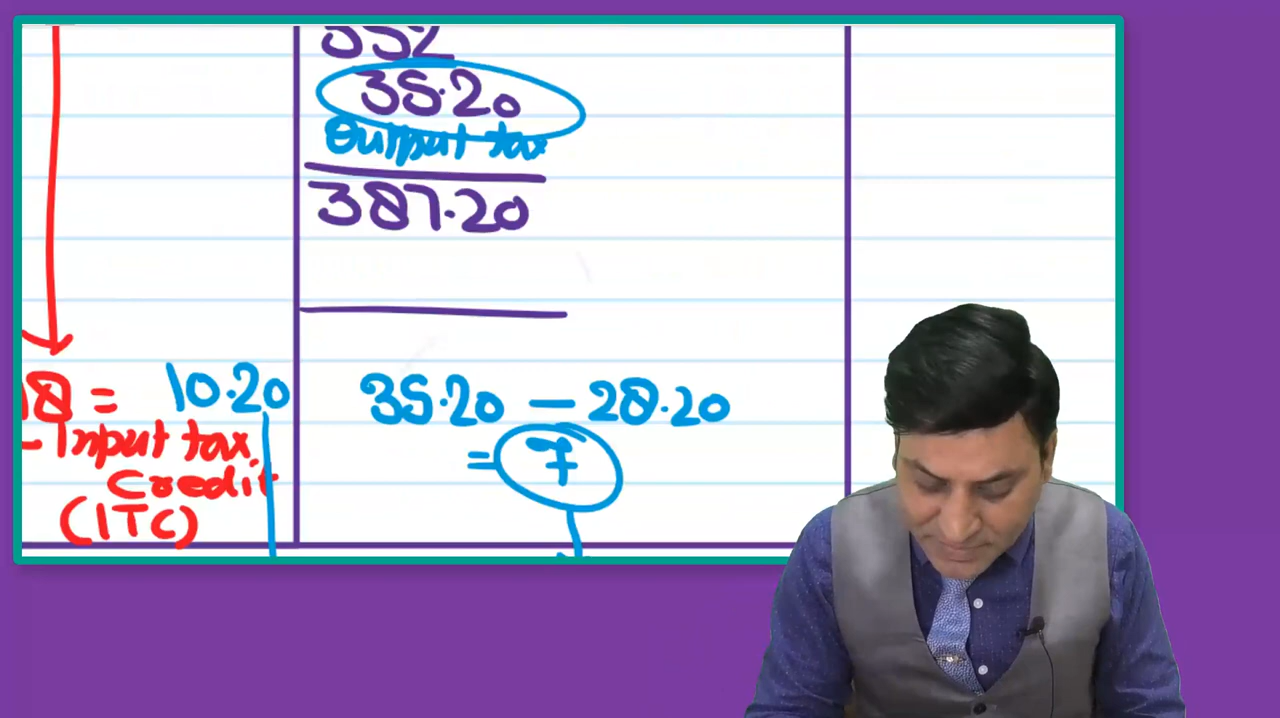 352
35.20
Output tax
387.20
18 = 10.20
- Input tax
Credit
(ITC)
35.20 - 28.20
= 7